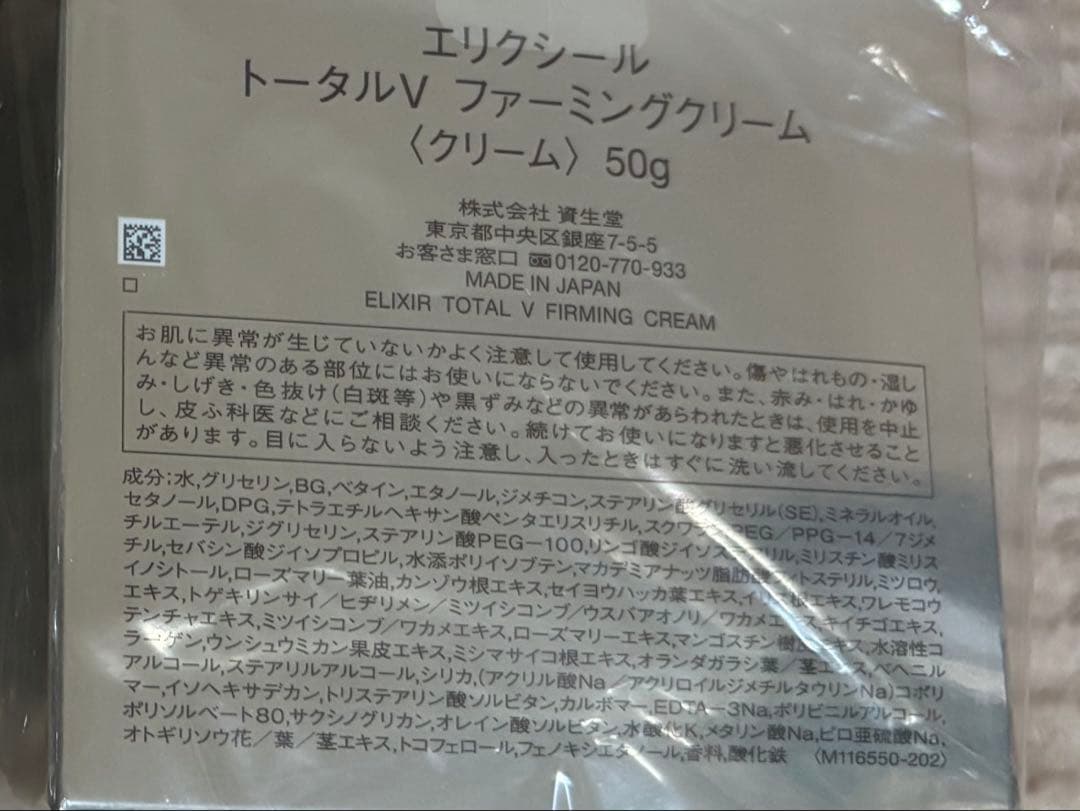 エリクシール
トータルV ファーミングクリーム
〈クリーム〉 50g
株式会社 資生堂
東京都中央区銀座7-5-5
お客さま窓口 0120-770-933
MADE IN JAPAN
ELIXIR TOTAL V FIRMING CREAM
お肌に異常が生じていないかよく注意して使用してください。傷やはれもの・湿し
んなど異常のある部位にはお使いにならないでください。また、赤み・はれ・かゆ
み・しげき・色抜け(白斑等)や黒ずみなどの異常があらわれたときは、使用を中止
し、皮ふ科医などにご相談ください。続けてお使いになりますと悪化させること
があります。目に入らないよう注意し、入ったときはすぐに洗い流してください。
成分：水,グリセリン,BG,ベタイン,エタノール,ジメチコン,ステアリン酸グリセリル(SE),ミネラルオイル,
セタノール,DPG,テトラエチルヘキサン酸ペンタエリスリチル,スクワラン,PEG／PPG-14／7ジメ
チルエーテル,ジグリセリン,ステアリン酸PEG-100,リンゴ酸ジイソステアリル,ミリスチン酸ミリス
チル,セバシン酸ジイソプロピル,水添ポリイソブテン,マカデミアナッツ脂肪酸フィトステリル,ミツロウ,
イノシトール,ローズマリー葉油,カンゾウ根エキス,セイヨウハッカ葉エキス,イリス根エキス,ワレモコウ
エキス,トゲキリンサイ／ヒヂリメン／ミツイシコンブ／ウスバアオノリ／ワカメエキス,キイチゴエキス,
テンチャエキス,ミツイシコンブ／ワカメエキス,ローズマリーエキス,マンゴスチン樹皮エキス,水溶性コ
ラーゲン,ウンシュウミカン果皮エキス,ミシマサイコ根エキス,オランダガラシ葉／茎エキス,ベヘニル
アルコール,ステアリルアルコール,シリカ,(アクリル酸Na／アクリロイルジメチルタウリンNa)コポリ
マー,イソヘキサデカン,トリステアリン酸ソルビタン,カルボマー,EDTA-3Na,ポリビニルアルコール,
ポリソルベート80,サクシノグリカン,オレイン酸ソルビタン,水酸化K,メタリン酸Na,ピロ亜硫酸Na,
オトギリソウ花／葉／茎エキス,トコフェロール,フェノキシエタノール,香料,酸化鉄 〈M116550-202〉